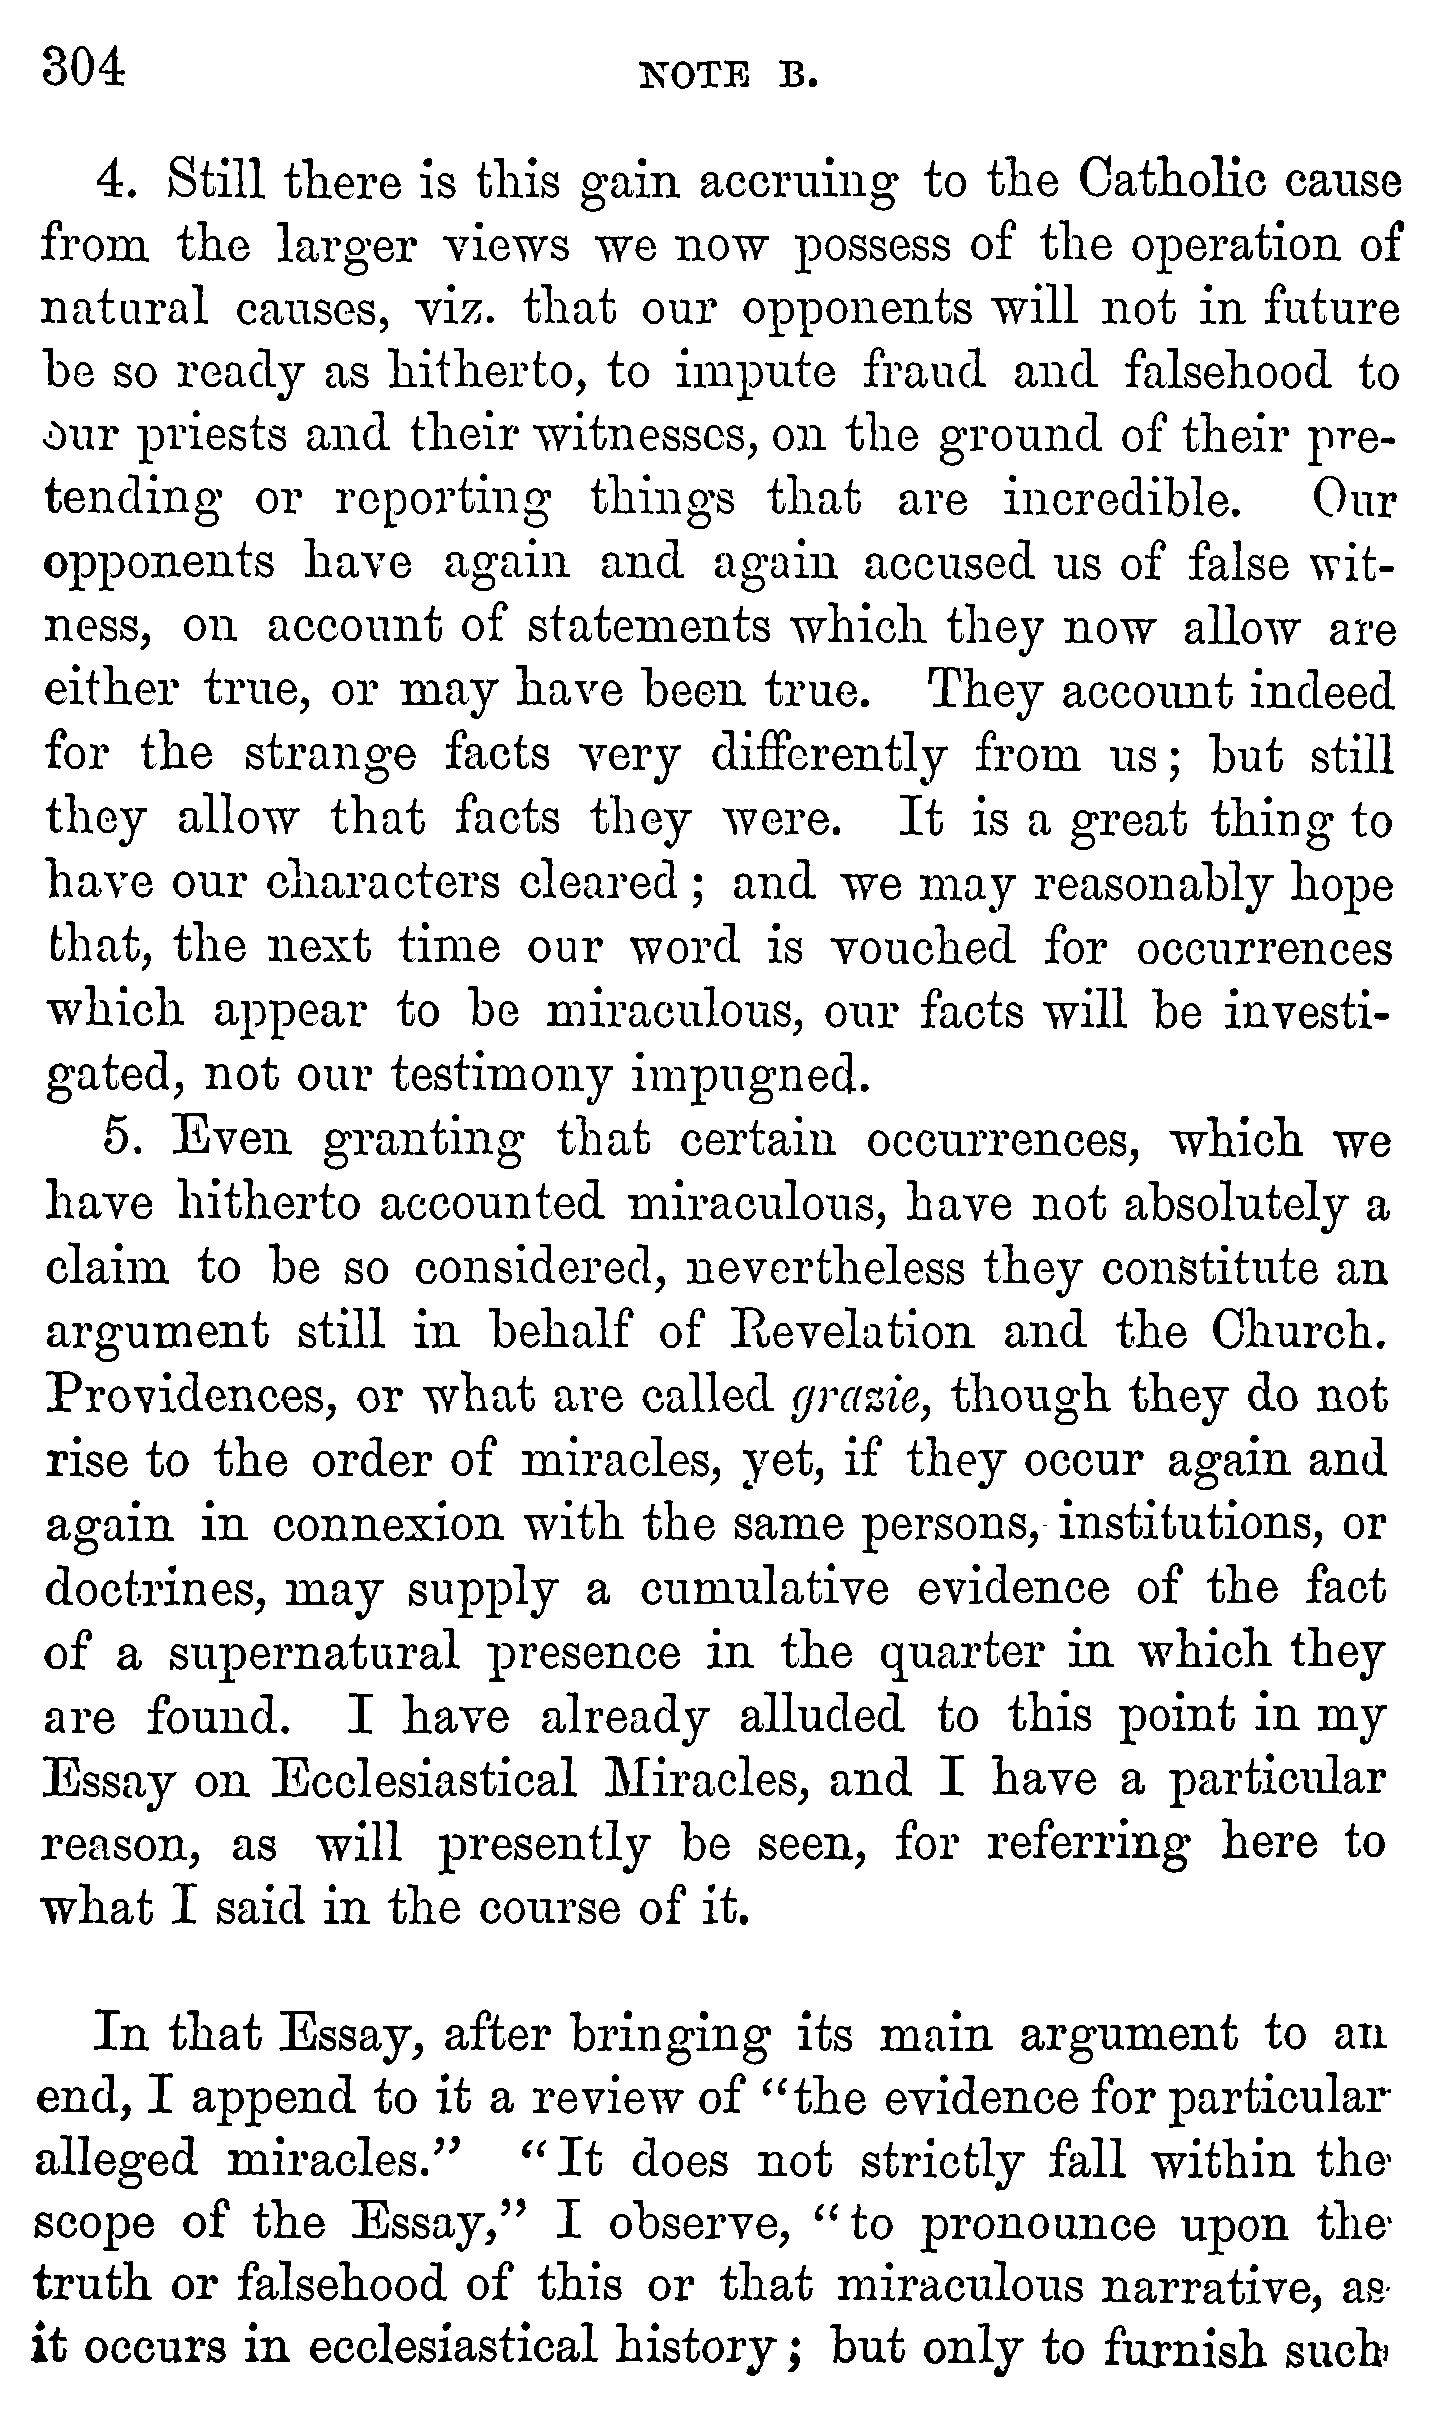 304 NOTE B.
4. Still there is this gain accruing to the Catholic cause
from the larger views we now possess of the operation of
natural causes, viz. that our opponents will not in future
be so ready as hitherto, to impute fraud and falsehood to
our priests and their witnesses, on the ground of their pre-
tending or reporting things that are incredible. Our
opponents have again and again accused us of false wit-
ness, on account of statements which they now allow are
either true, or may have been true. They account indeed
for the strange facts very differently from us; but still
they allow that facts they were. It is a great thing to
have our characters cleared; and we may reasonably hope
that, the next time our word is vouched for occurrences
which appear to be miraculous, our facts will be investi-
gated, not our testimony impugned.
5. Even granting that certain occurrences, which we
have hitherto accounted miraculous, have not absolutely a
claim to be so considered, nevertheless they constitute an
argument still in behalf of Revelation and the Church.
Providences, or what are called grazie, though they do not
rise to the order of miracles, yet, if they occur again and
again in connexion with the same persons, institutions, or
doctrines, may supply a cumulative evidence of the fact
of a supernatural presence in the quarter in which they
are found. I have already alluded to this point in my
Essay on Ecclesiastical Miracles, and I have a particular
reason, as will presently be seen, for referring here to
what I said in the course of it.
In that Essay, after bringing its main argument to an
end, I append to it a review of “the evidence for particular
alleged miracles.” “It does not strictly fall within the
scope of the Essay,” I observe, “to pronounce upon the
truth or falsehood of this or that miraculous narrative, as
it occurs in ecclesiastical history; but only to furnish such